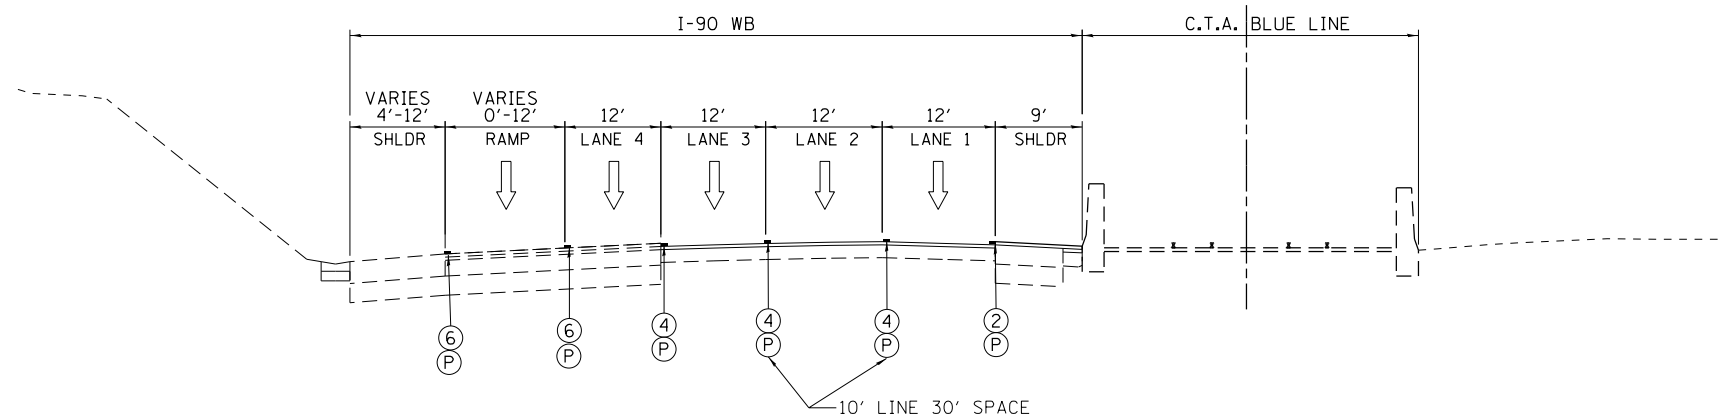 I-90 WB
C.T.A. BLUE LINE
VARIES
4'-12'
SHLDR
VARIES
0'-12'
RAMP
12'
LANE 4
12'
LANE 3
12'
LANE 2
12'
LANE 1
9'
SHLDR
6
P
6
P
4
P
4
P
4
P
2
P
10' LINE 30' SPACE